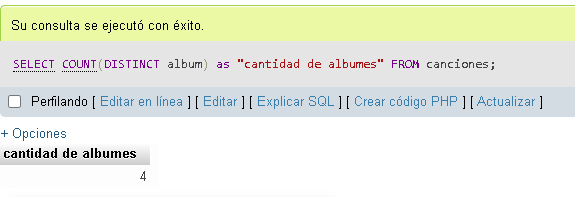 Su consulta se ejecutó con éxito.
SELECT COUNT(DISTINCT album) as "cantidad de albumes" FROM canciones;
Perfilando [ Editar en línea ] [ Editar ] [ Explicar SQL ] [ Crear código PHP ] [ Actualizar ]
+ Opciones
cantidad de albumes
4